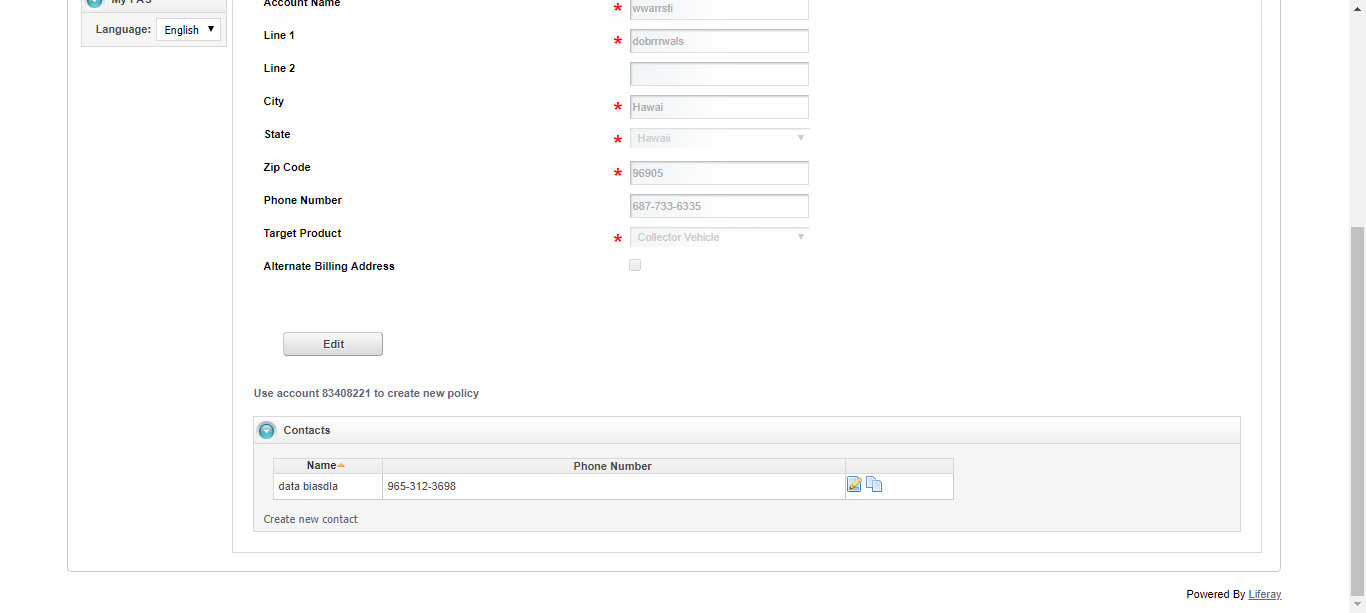 My PAS
Account Name * wwarrsti
Language: English
Line 1 * dobrrrwals
Line 2
City * Hawai
State * Hawaii
Zip Code * 96905
Phone Number 687-733-6335
Target Product * Collector Vehicle
Alternate Billing Address
Edit
Use account 83408221 to create new policy
Contacts
Name Phone Number
data biasdla 965-312-3698
Create new contact
Powered By Liferay